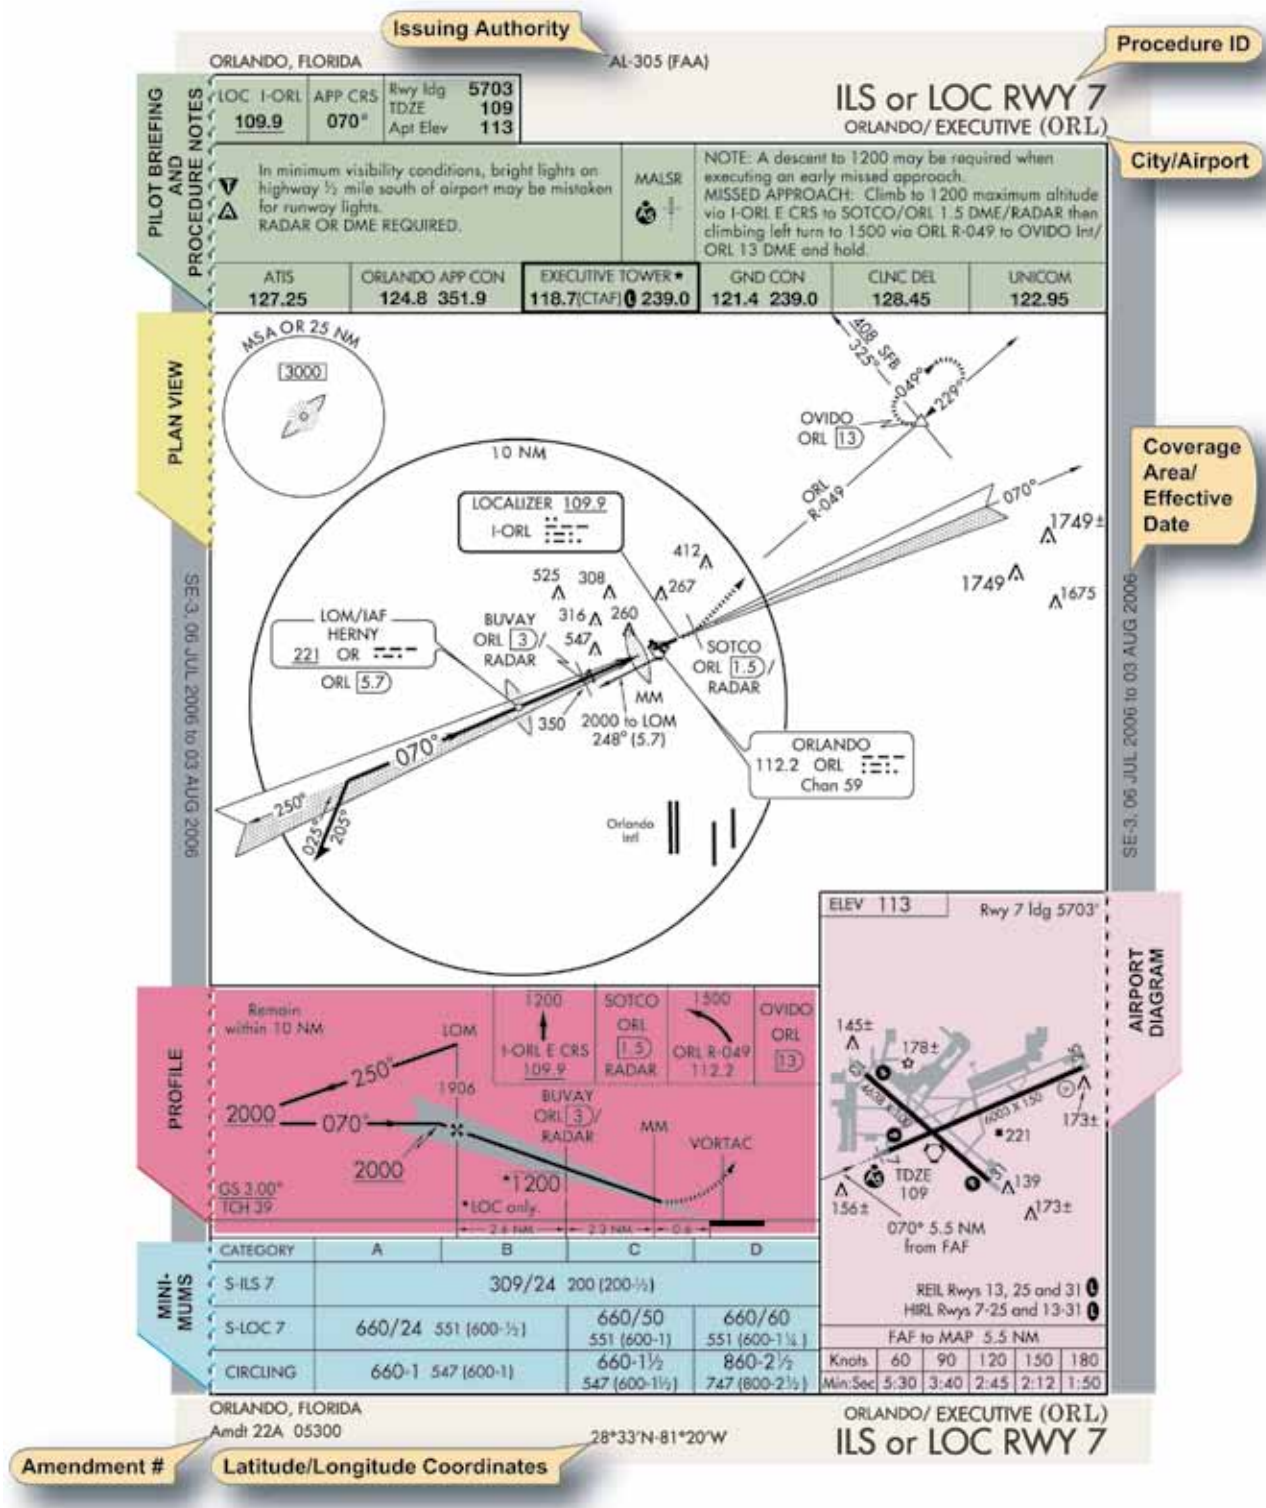 Issuing Authority
ORLANDO, FLORIDA
AL-305 (FAA)
Procedure ID
ILS or LOC RWY 7
ORLANDO/ EXECUTIVE (ORL)
City/Airport
PILOT BRIEFING
AND
PROCEDURE NOTES
LOC I-ORL
109.9
APP CRS
070°
Rwy ldg 5703
TDZE 109
Apt Elev 113
T
A
In minimum visibility conditions, bright lights on
highway ½ mile south of airport may be mistaken
for runway lights.
RADAR OR DME REQUIRED.
MALSR
A5
NOTE: A descent to 1200 may be required when
executing an early missed approach.
MISSED APPROACH: Climb to 1200 maximum altitude
via I-ORL E CRS to SOTCO/ORL 1.5 DME/RADAR then
climbing left turn to 1500 via ORL R-049 to OVIDO Int/
ORL 13 DME and hold.
ATIS
127.25
ORLANDO APP CON
124.8 351.9
EXECUTIVE TOWER★
118.7(CTAF) L 239.0
GND CON
121.4 239.0
CLNC DEL
128.45
UNICOM
122.95
PLAN VIEW
MSA OR 25 NM
3000
408 SFB
325°
049°
229°
OVIDO
ORL 13
ORL
R-049
070°
10 NM
LOCALIZER 109.9
I-ORL
Coverage
Area/
Effective
Date
1749±
1749
1675
412
525
308
267
316
260
547
LOM/IAF
HERNY
221 OR
ORL 5.7
BUVAY
ORL 3/
RADAR
SOTCO
ORL 1.5/
RADAR
MM
350
2000 to LOM
248° (5.7)
070°
ORLANDO
112.2 ORL
Chan 59
250°
025°
205°
Orlando
Intl
SE-3, 06 JUL 2006 to 03 AUG 2006
SE-3, 06 JUL 2006 to 03 AUG 2006
ELEV 113
Rwy 7 ldg 5703'
AIRPORT
DIAGRAM
145±
178±
4638 X 100
6003 X 150
173±
221
TDZE
109
A5
139
156±
173±
070° 5.5 NM
from FAF
REIL Rwys 13, 25 and 31 L
HIRL Rwys 7-25 and 13-31 L
FAF to MAP 5.5 NM
Knots 60 90 120 150 180
Min:Sec 5:30 3:40 2:45 2:12 1:50
PROFILE
Remain
within 10 NM
LOM
1200
I-ORL E CRS
109.9
SOTCO
ORL
1.5
RADAR
1500
ORL R-049
112.2
OVIDO
ORL
13
250°
2000
070°
1906
2000
BUVAY
ORL 3/
RADAR
MM
VORTAC
*1200
*LOC only.
GS 3.00°
TCH 39
2.6 NM
2.3 NM
0.6
MINI-
MUMS
CATEGORY A B C D
S-ILS 7 309/24 200 (200-½)
S-LOC 7 660/24 551 (600-½) 660/50 551 (600-1) 660/60 551 (600-1¼)
CIRCLING 660-1 547 (600-1) 660-1½ 547 (600-1½) 860-2½ 747 (800-2½)
ORLANDO, FLORIDA
Amdt 22A 05300
28°33'N-81°20'W
ORLANDO/ EXECUTIVE (ORL)
ILS or LOC RWY 7
Amendment #
Latitude/Longitude Coordinates